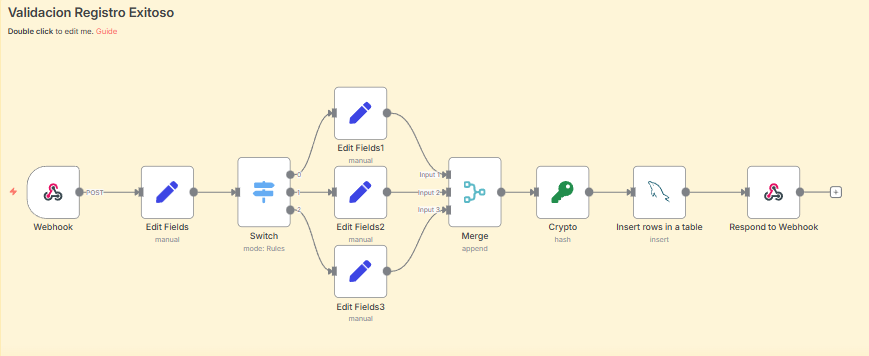 Validacion Registro Exitoso
Double click to edit me. Guide
Edit Fields1
manual
0
Input 1
POST
1
Input 2
2
Input 3
Webhook
Edit Fields
manual
Switch
mode: Rules
Edit Fields2
manual
Merge
append
Crypto
hash
Insert rows in a table
insert
Respond to Webhook
Edit Fields3
manual